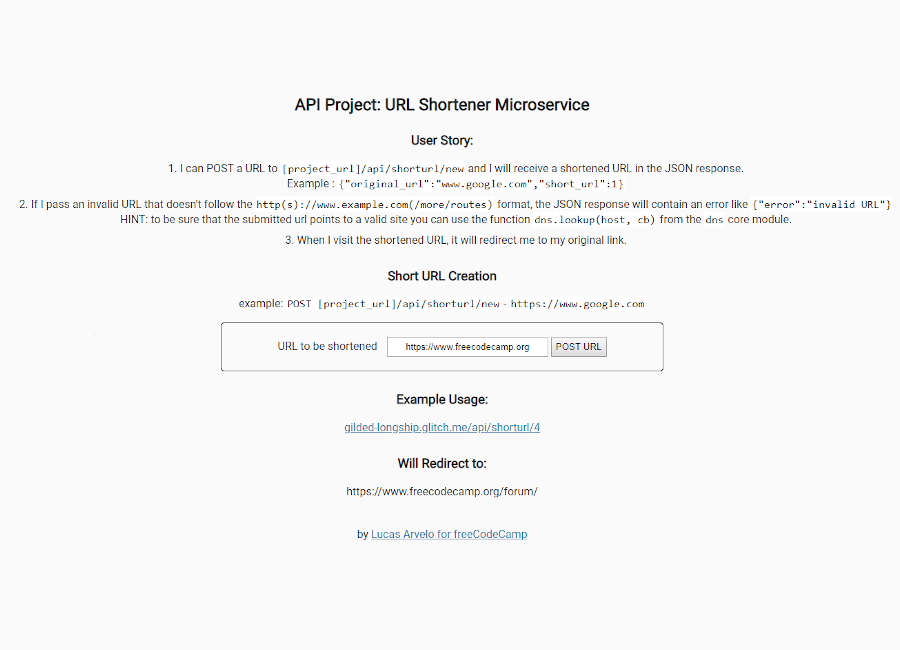 API Project: URL Shortener Microservice
User Story:
1. I can POST a URL to [project_url]/api/shorturl/new and I will receive a shortened URL in the JSON response.
Example : {"original_url":"www.google.com","short_url":1}
2. If I pass an invalid URL that doesn't follow the http(s)://www.example.com(/more/routes) format, the JSON response will contain an error like {"error":"invalid URL"}
HINT: to be sure that the submitted url points to a valid site you can use the function dns.lookup(host, cb) from the dns core module.
3. When I visit the shortened URL, it will redirect me to my original link.
Short URL Creation
example: POST [project_url]/api/shorturl/new - https://www.google.com
URL to be shortened https://www.freecodecamp.org POST URL
Example Usage:
gilded-longship.glitch.me/api/shorturl/4
Will Redirect to:
https://www.freecodecamp.org/forum/
by Lucas Arvelo for freeCodeCamp